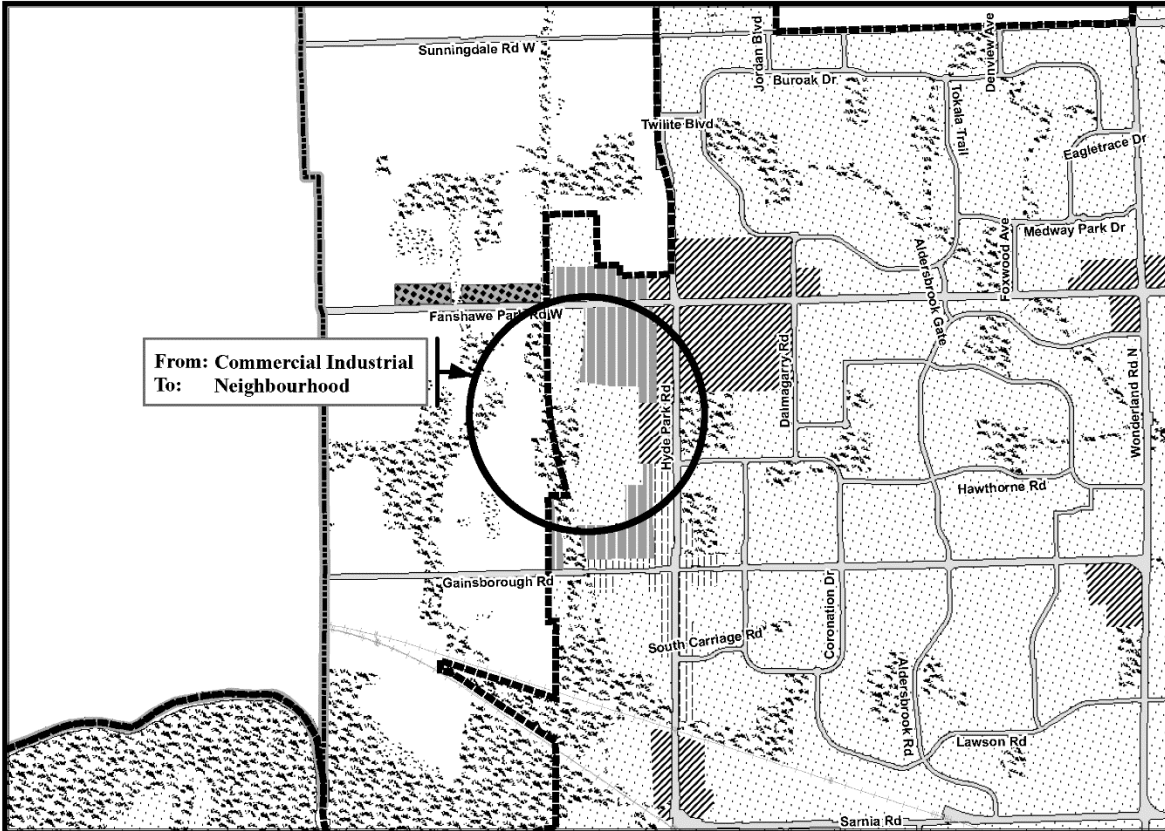 Sunningdale Rd W
Jordan Blvd
Denview Ave
Buroak Dr
Tokala Trail
Twilite Blvd
Eagletrace Dr
Medway Park Dr
Foxwood Ave
Aldersbrook Gate
Fanshawe Park Rd W
From: Commercial Industrial
To: Neighbourhood
Dalmagarry Rd
Hyde Park Rd
Wonderland Rd N
Hawthorne Rd
Gainsborough Rd
Coronation Dr
South Carriage Rd
Aldersbrook Rd
Lawson Rd
Sarnia Rd